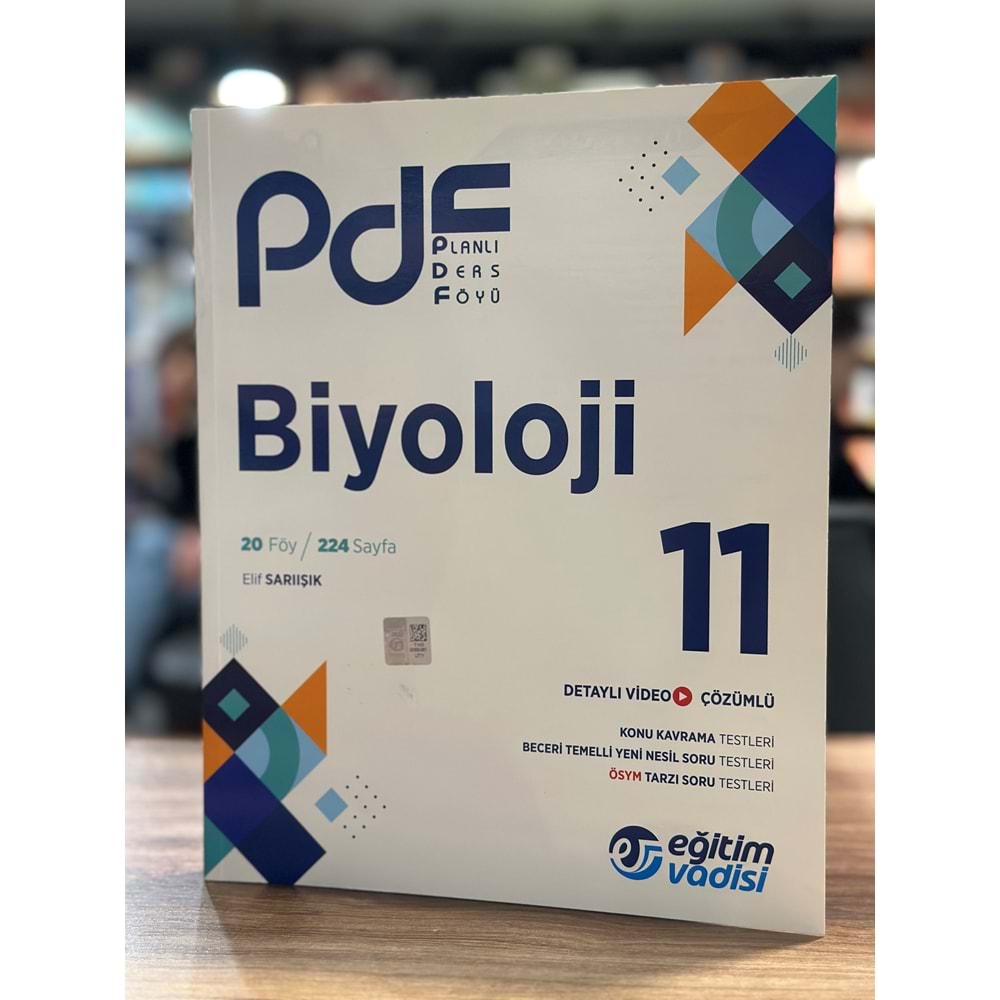 PdF
PLANLI
DERS
FÖYÜ
Biyoloji
20 Föy / 224 Sayfa
Elif SARIIŞIK
11
DETAYLI VİDEO ÇÖZÜMLÜ
KONU KAVRAMA TESTLERİ
BECERİ TEMELLİ YENİ NESİL SORU TESTLERİ
ÖSYM TARZI SORU TESTLERİ
eğitim
vadisi